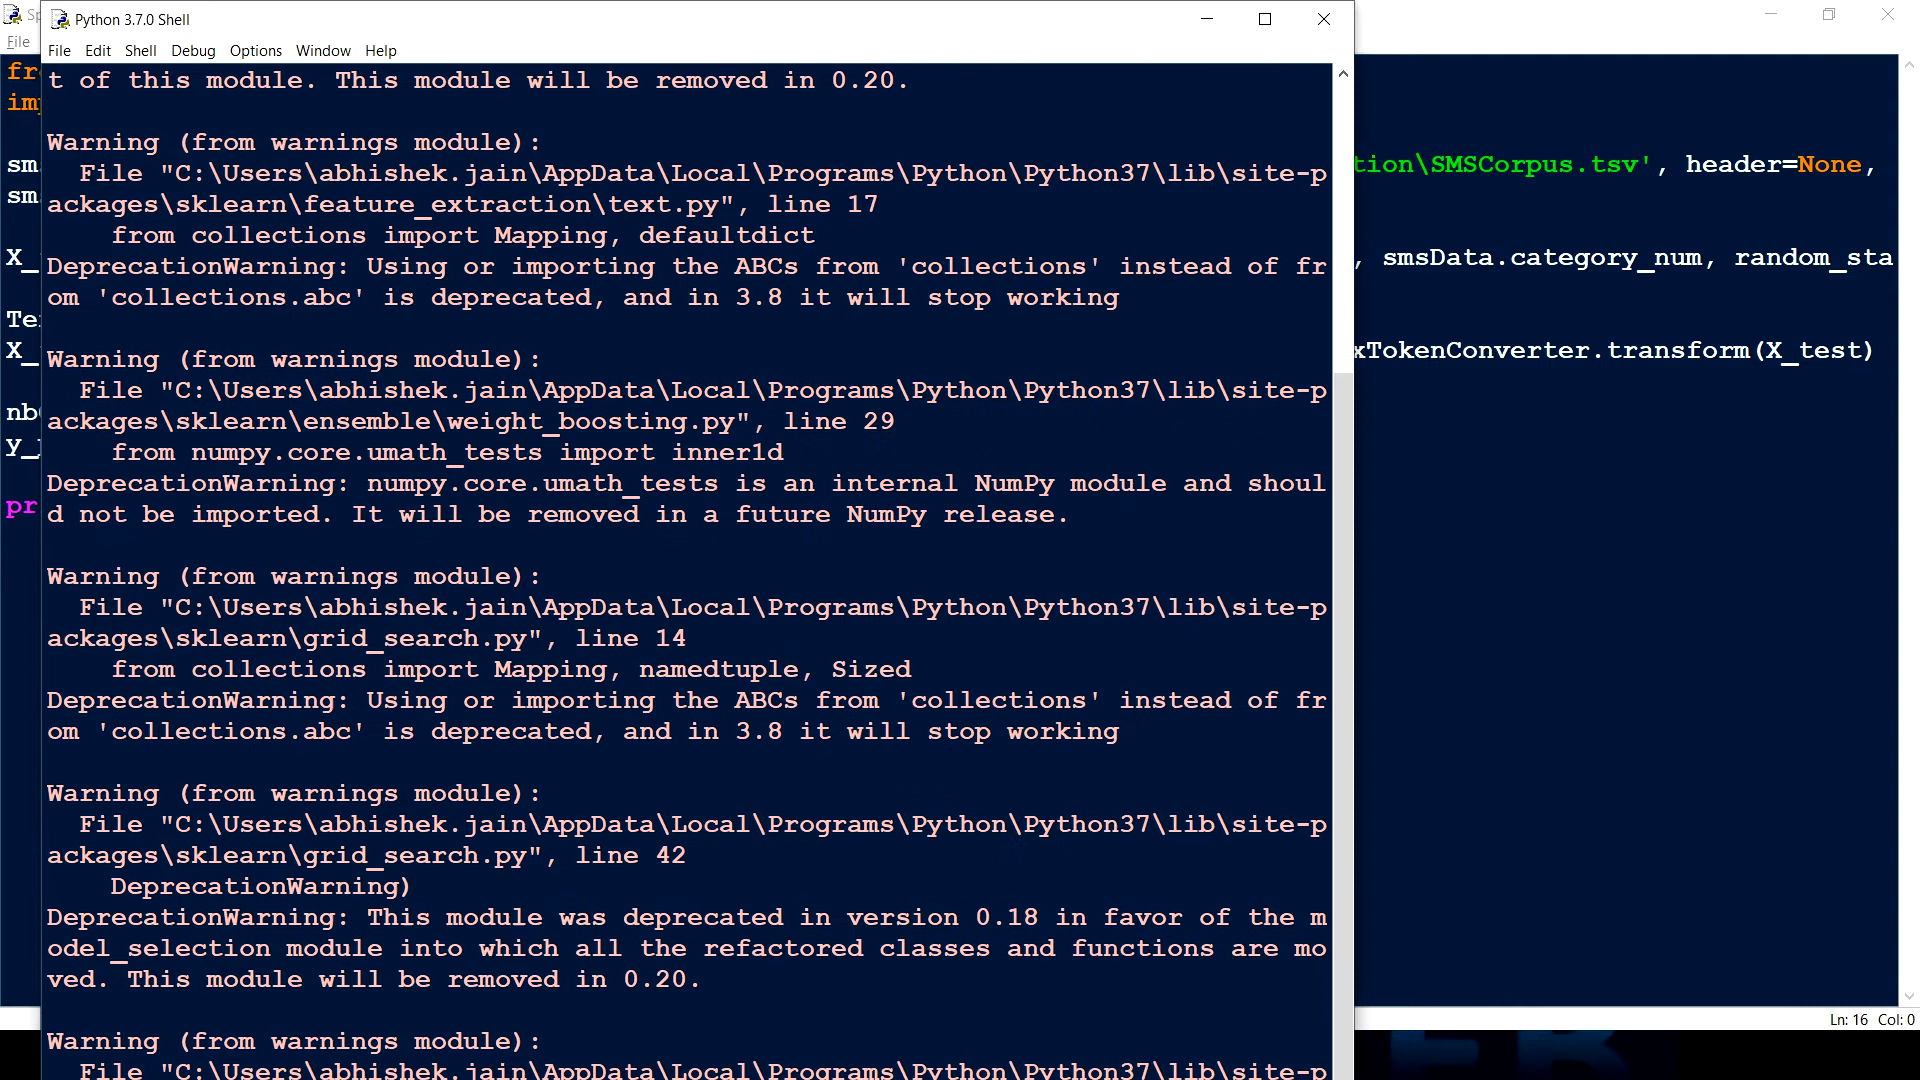 Python 3.7.0 Shell
File Edit Shell Debug Options Window Help
File
t of this module. This module will be removed in 0.20.
Warning (from warnings module):
File "C:\Users\abhishek.jain\AppData\Local\Programs\Python\Python37\lib\site-p
ackages\sklearn\feature_extraction\text.py", line 17
from collections import Mapping, defaultdict
DeprecationWarning: Using or importing the ABCs from 'collections' instead of fr
om 'collections.abc' is deprecated, and in 3.8 it will stop working
Warning (from warnings module):
File "C:\Users\abhishek.jain\AppData\Local\Programs\Python\Python37\lib\site-p
ackages\sklearn\ensemble\weight_boosting.py", line 29
from numpy.core.umath_tests import inner1d
DeprecationWarning: numpy.core.umath_tests is an internal NumPy module and shoul
d not be imported. It will be removed in a future NumPy release.
Warning (from warnings module):
File "C:\Users\abhishek.jain\AppData\Local\Programs\Python\Python37\lib\site-p
ackages\sklearn\grid_search.py", line 14
from collections import Mapping, namedtuple, Sized
DeprecationWarning: Using or importing the ABCs from 'collections' instead of fr
om 'collections.abc' is deprecated, and in 3.8 it will stop working
Warning (from warnings module):
File "C:\Users\abhishek.jain\AppData\Local\Programs\Python\Python37\lib\site-p
ackages\sklearn\grid_search.py", line 42
DeprecationWarning)
DeprecationWarning: This module was deprecated in version 0.18 in favor of the m
odel_selection module into which all the refactored classes and functions are mo
ved. This module will be removed in 0.20.
Warning (from warnings module):
File "C:\Users\abhishek.jain\AppData\Local\Programs\Python\Python37\lib\site-p
tion\SMSCorpus.tsv', header=None,
, smsData.category_num, random_sta
xTokenConverter.transform(X_test)
sm
sm
X_
X_
pr
Ln: 16 Col: 0